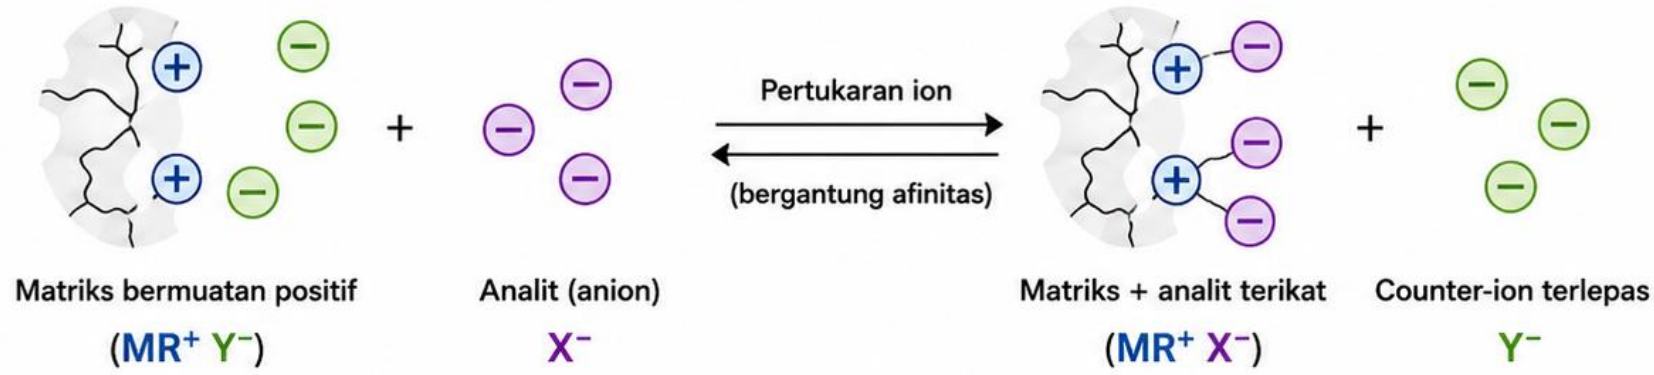 +
−
−
+
−
+
−
−
−
Pertukaran ion
(bergantung afinitas)
+
−
−
+
−
+
−
−
−
Matriks bermuatan positif
Analit (anion)
Matriks + analit terikat
Counter-ion terlepas
(MR⁺ Y⁻)
X⁻
(MR⁺ X⁻)
Y⁻